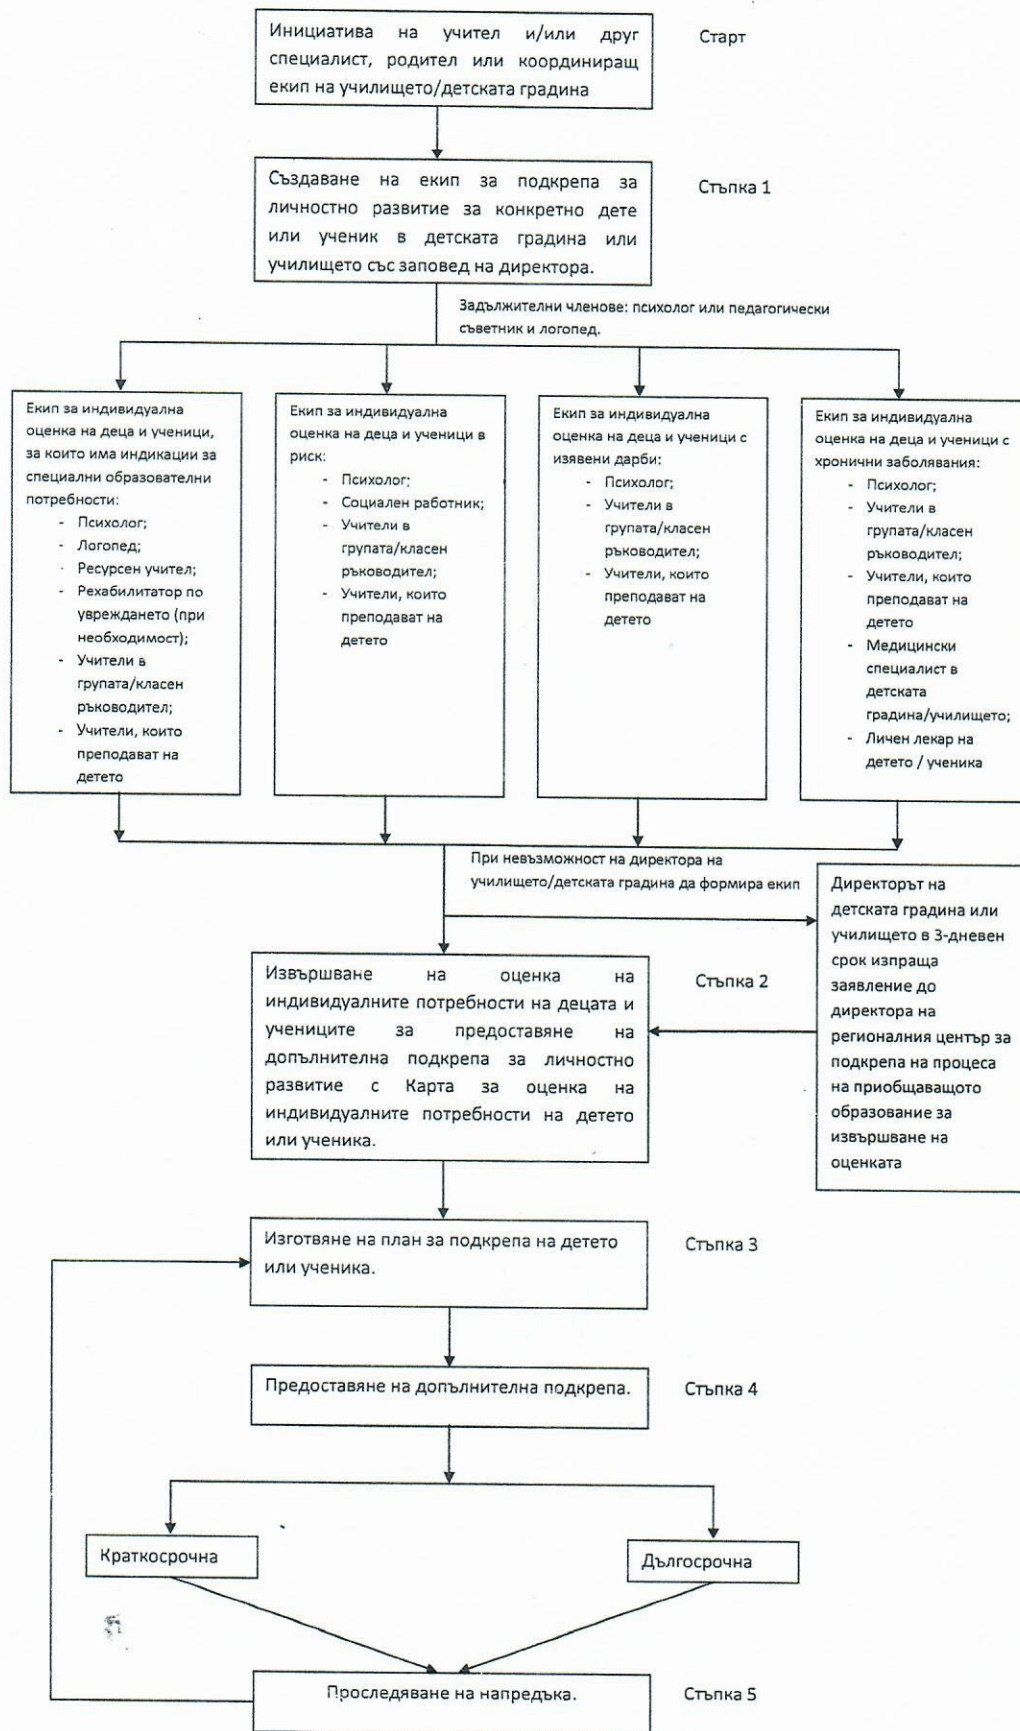 Инициатива на учител и/или друг
специалист, родител или координиращ
екип на училището/детската градина
Старт
Създаване на екип за подкрепа за
личностно развитие за конкретно дете
или ученик в детската градина или
училището със заповед на директора.
Стъпка 1
Задължителни членове: психолог или педагогически
съветник и логопед.
Екип за индивидуална
оценка на деца и ученици,
за които има индикации за
специални образователни
потребности:
- Психолог;
- Логопед;
- Ресурсен учител;
- Рехабилитатор по
увреждането (при
необходимост);
- Учители в
групата/класен
ръководител;
- Учители, които
преподават на
детето
Екип за индивидуална
оценка на деца и ученици в
риск:
- Психолог;
- Социален работник;
- Учители в
групата/класен
ръководител;
- Учители, които
преподават на
детето
Екип за индивидуална
оценка на деца и ученици с
изявени дарби:
- Психолог;
- Учители в
групата/класен
ръководител;
- Учители, които
преподават на
детето
Екип за индивидуална
оценка на деца и ученици с
хронични заболявания:
- Психолог;
- Учители в
групата/класен
ръководител;
- Учители, които
преподават на
детето
- Медицински
специалист в
детската
градина/училището;
- Личен лекар на
детето / ученика
При невъзможност на директора на
училището/детската градина да формира екип
Директорът на
детската градина или
училището в 3-дневен
срок изпраща
заявление до
директора на
регионалния център за
подкрепа на процеса
на приобщаващото
образование за
извършване на
оценката
Извършване на оценка на
индивидуалните потребности на децата и
учениците за предоставяне на
допълнителна подкрепа за личностно
развитие с Карта за оценка на
индивидуалните потребности на детето
или ученика.
Стъпка 2
Изготвяне на план за подкрепа на детето
или ученика.
Стъпка 3
Предоставяне на допълнителна подкрепа.
Стъпка 4
Краткосрочна
Дългосрочна
Проследяване на напредъка.
Стъпка 5